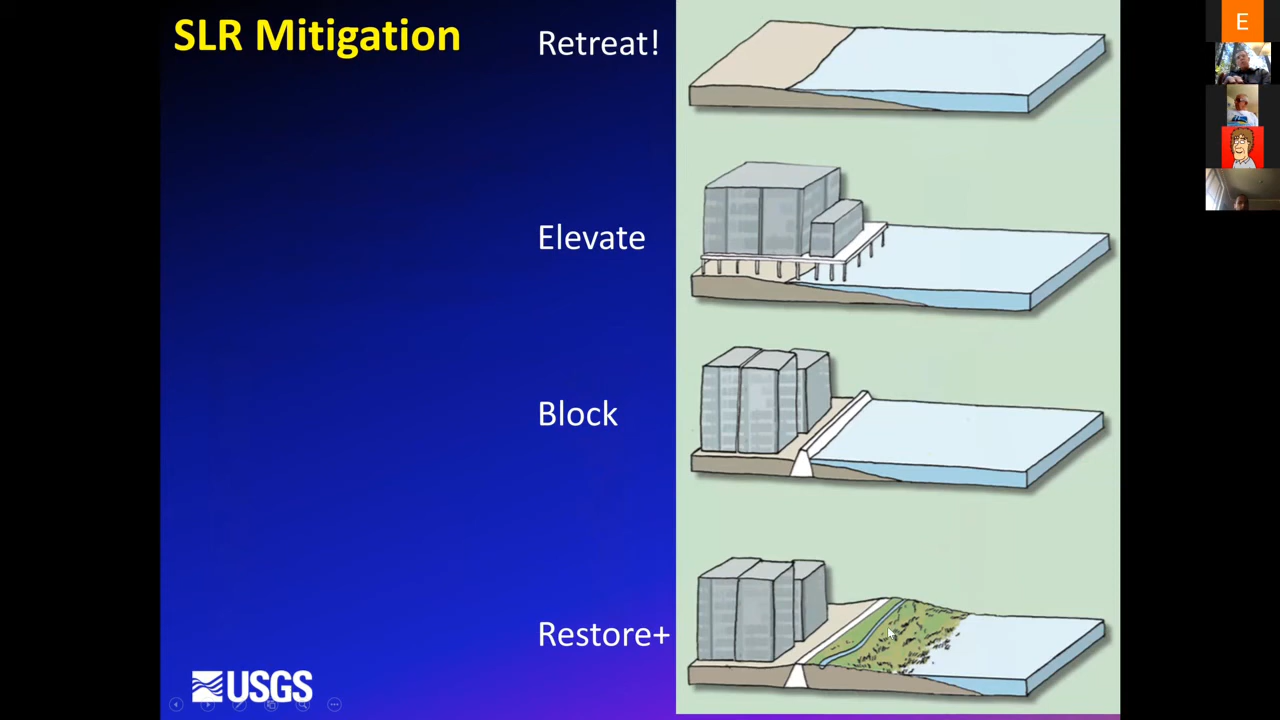 SLR Mitigation
Retreat!
Elevate
Block
Restore+
USGS
E